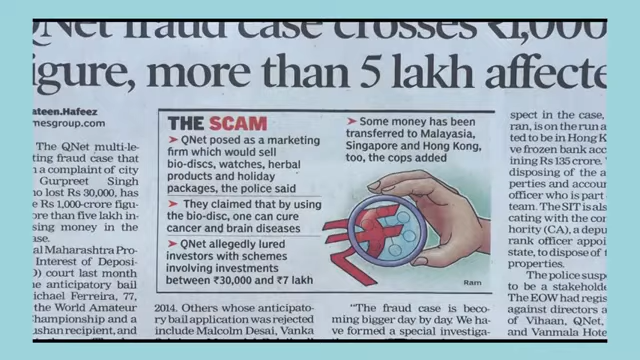 QNet fraud case crosses ₹1,000
figure, more than 5 lakh affecte
ateen.Hafeez
mesgroup.com
The QNet multi-le-
ting fraud case that
a complaint of city
Gurpreet Singh
o lost Rs 30,000, has
e Rs 1,000-crore figu-
ore than five lakh in-
sing money in the
ase.
al Maharashtra Pro-
Interest of Deposi-
D) court last month
e anticipatory bail
ichael Ferreira, 77,
the World Amateur
hampionship and a
ushan recipient, and
THE SCAM
➤ QNet posed as a marketing
firm which would sell
bio-discs, watches, herbal
products and holiday
packages, the police said
➤ They claimed that by using
the bio-disc, one can cure
cancer and brain diseases
➤ QNet allegedly lured
investors with schemes
involving investments
between ₹30,000 and ₹7 lakh
➤ Some money has been
transferred to Malayasia,
Singapore and Hong Kong,
too, the cops added
Ram
2014. Others whose anticipato-
ry bail application was rejected
include Malcolm Desai, Vanka
"The fraud case is beco-
ming bigger day by day. We ha-
ve formed a special investiga-
spect in the case,
ran, is on the run a
ted to be in Hong K
ve frozen bank acc
ining Rs 135 crore.
disposing of the a
perties and accoun
officer who is part
team. The SIT is als
cating with the con
hority (CA), a depu
rank officer appoi
state, to dispose of t
properties.
The police susp
to be a stakeholde
The EOW had regis
against directors a
of Vihaan, QNet,
and Vanmala Hote